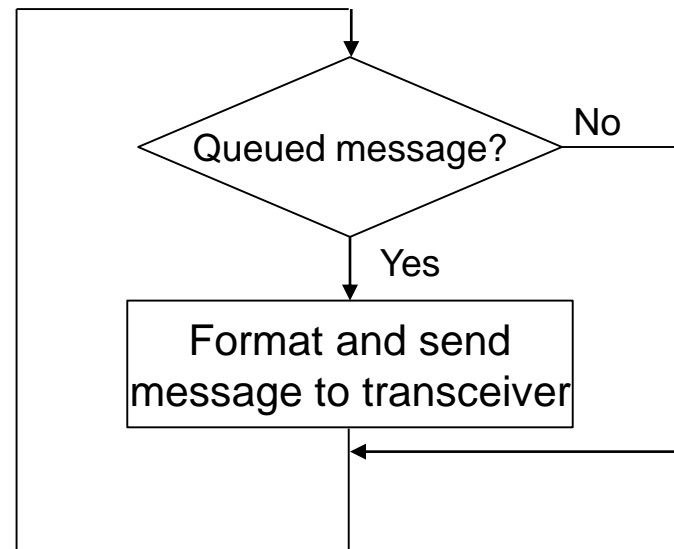 Queued message?
No
Yes
Format and send
message to transceiver